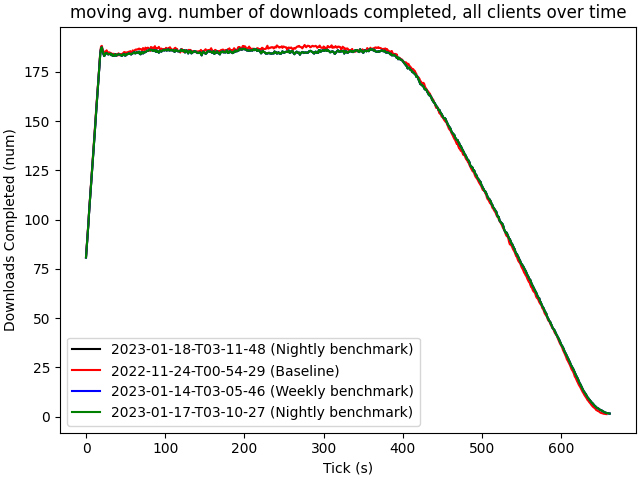 moving avg. number of downloads completed, all clients over time
Downloads Completed (num)
175
150
125
100
75
50
25
0
2023-01-18-T03-11-48 (Nightly benchmark)
2022-11-24-T00-54-29 (Baseline)
2023-01-14-T03-05-46 (Weekly benchmark)
2023-01-17-T03-10-27 (Nightly benchmark)
0 100 200 300 400 500 600
Tick (s)